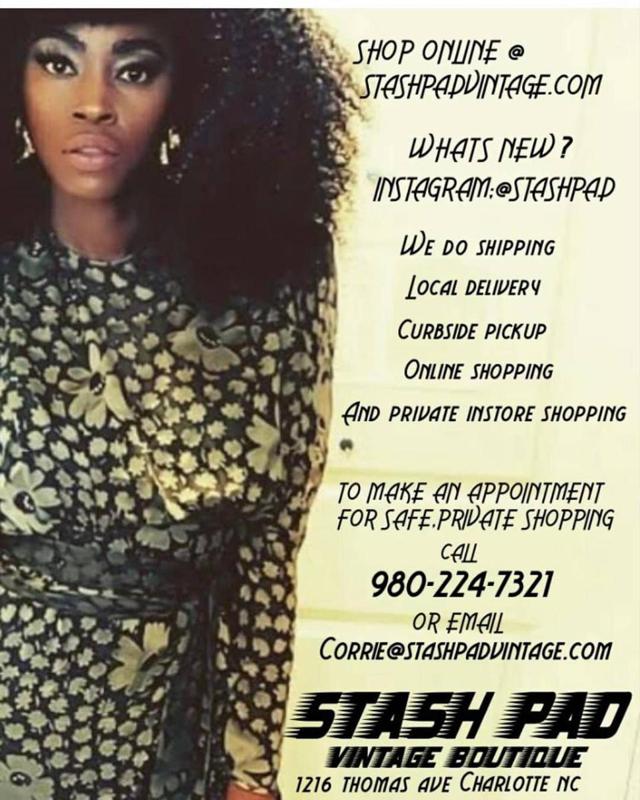 SHOP ONLINE @
STASHPADVINTAGE.COM
WHATS NEW?
INSTAGRAM:@STASHPAD
WE DO SHIPPING
LOCAL DELIVERY
CURBSIDE PICKUP
ONLINE SHOPPING
AND PRIVATE INSTORE SHOPPING
TO MAKE AN APPOINTMENT
FOR SAFE.PRIVATE SHOPPING
CALL
980-224-7321
OR EMAIL
CORRIE@STASHPADVINTAGE.COM
STASH PAD
VINTAGE BOUTIQUE
1216 THOMAS AVE CHARLOTTE NC